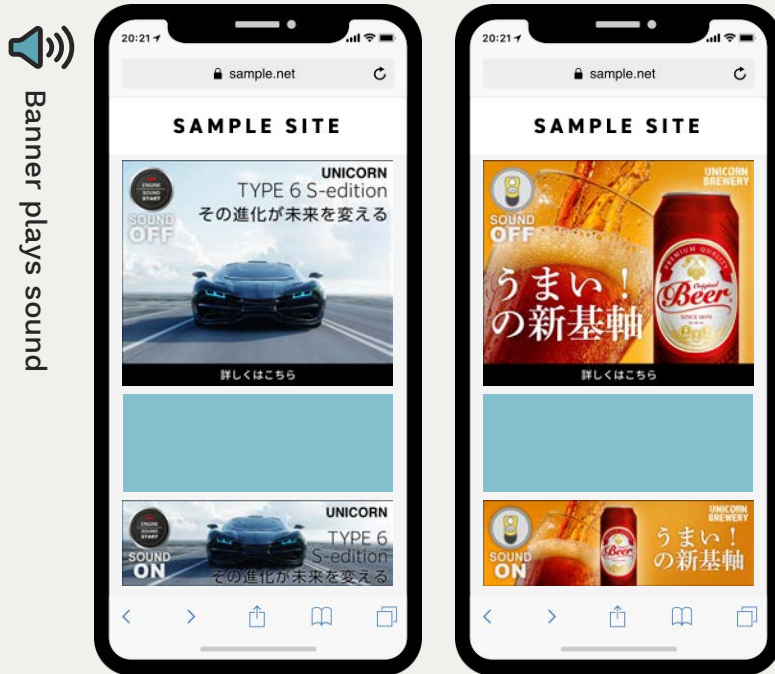 Banner plays sound
20:21
sample.net
SAMPLE SITE
ENGINE
SOUND
START
SOUND
OFF
UNICORN
TYPE 6 S-edition
その進化が未来を変える
詳しくはこちら
ENGINE
SOUND
START
SOUND
ON
UNICORN
TYPE 6
S-edition
その進化が未来を変える
20:21
sample.net
SAMPLE SITE
SOUND
OFF
UNICORN
BREWERY
うまい！
の新基軸
PREMIUM QUALITY
Original
Beer
詳しくはこちら
SOUND
ON
UNICORN
BREWERY
うまい！
の新基軸
Beer